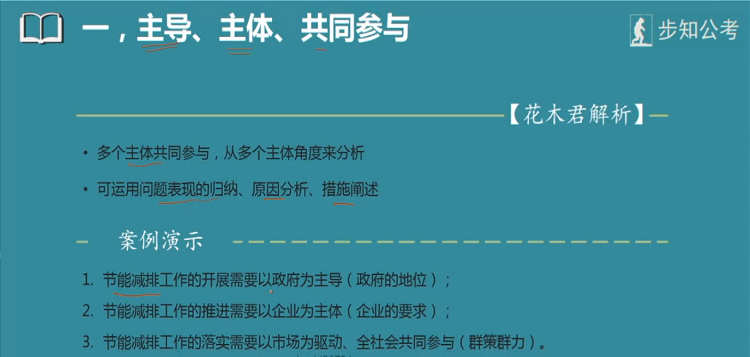 一，主导、主体、共同参与
步知公考
【花木君解析】
• 多个主体共同参与，从多个主体角度来分析
• 可运用问题表现的归纳、原因分析、措施阐述
案例演示
1. 节能减排工作的开展需要以政府为主导（政府的地位）；
2. 节能减排工作的推进需要以企业为主体（企业的要求）；
3. 节能减排工作的落实需要以市场为驱动、全社会共同参与（群策群力）。